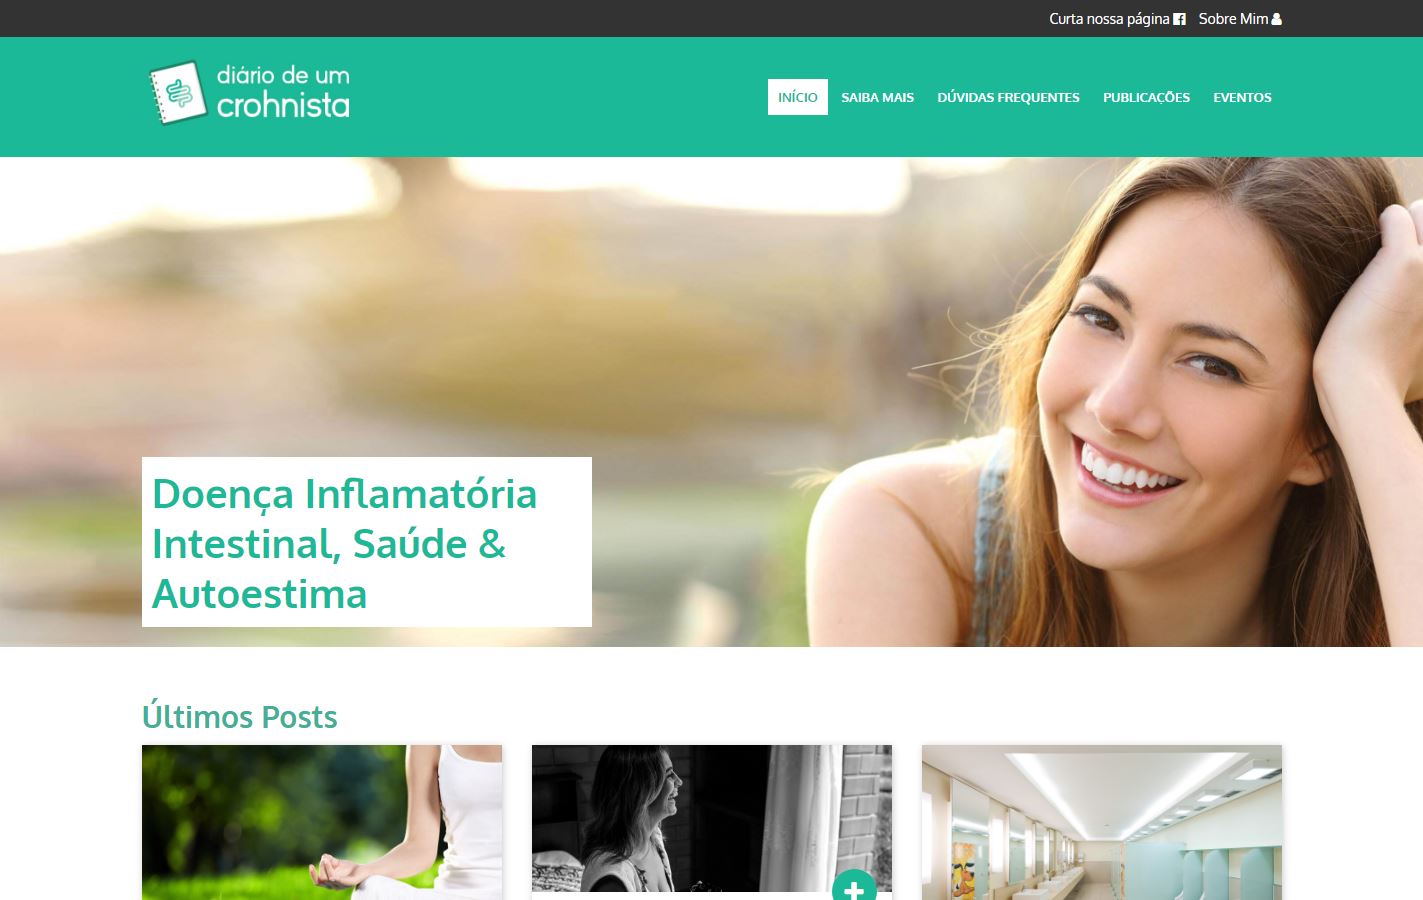 Curta nossa página Sobre Mim
diário de um
crohnista
INÍCIO SAIBA MAIS DÚVIDAS FREQUENTES PUBLICAÇÕES EVENTOS
Doença Inflamatória
Intestinal, Saúde &
Autoestima
Últimos Posts